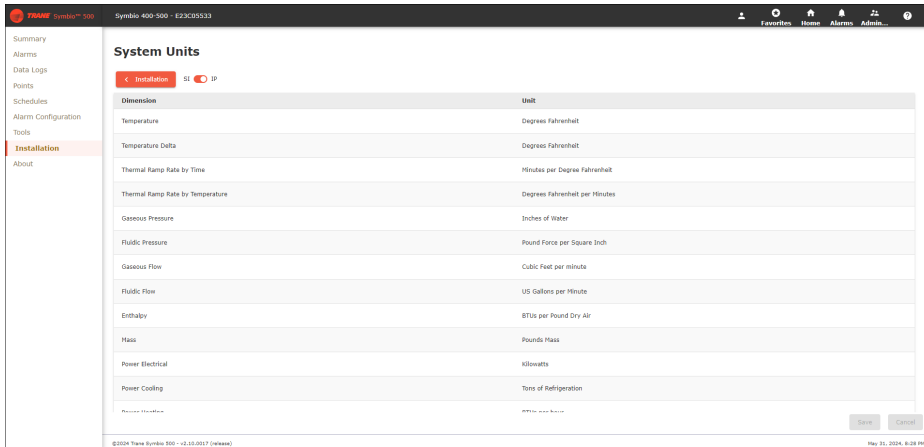 TRANE Symbio™ 500
Symbio 400-500 - E23C05533
Favorites
Home
Alarms
Admin...
Summary
Alarms
Data Logs
Points
Schedules
Alarm Configuration
Tools
Installation
About
System Units
Installation
SI IP
Dimension Unit
Temperature Degrees Fahrenheit
Temperature Delta Degrees Fahrenheit
Thermal Ramp Rate by Time Minutes per Degree Fahrenheit
Thermal Ramp Rate by Temperature Degrees Fahrenheit per Minutes
Gaseous Pressure Inches of Water
Fluidic Pressure Pound Force per Square Inch
Gaseous Flow Cubic Feet per minute
Fluidic Flow US Gallons per Minute
Enthalpy BTUs per Pound Dry Air
Mass Pounds Mass
Power Electrical Kilowatts
Power Cooling Tons of Refrigeration
Power Heating BTUs per hour
Save Cancel
©2024 Trane Symbio 500 - v2.10.0017 (release)
May 31, 2024, 8:28 PM